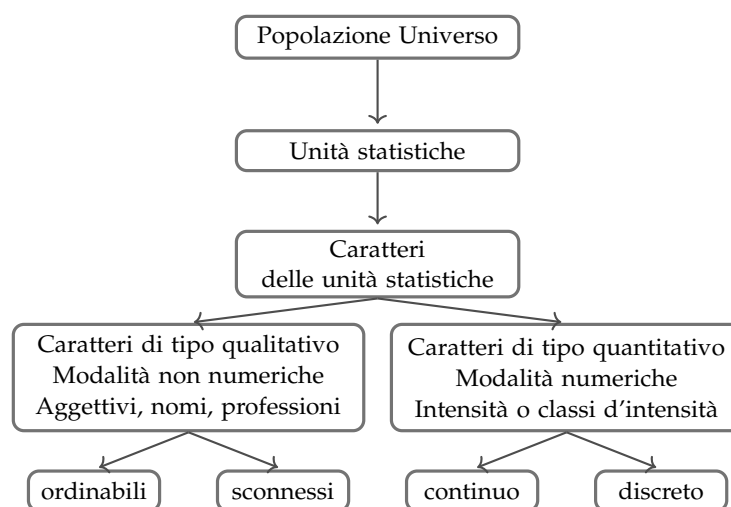 Popolazione Universo
Unità statistiche
Caratteri
delle unità statistiche
Caratteri di tipo qualitativo
Modalità non numeriche
Aggettivi, nomi, professioni
Caratteri di tipo quantitativo
Modalità numeriche
Intensità o classi d'intensità
ordinabili
sconnessi
continuo
discreto